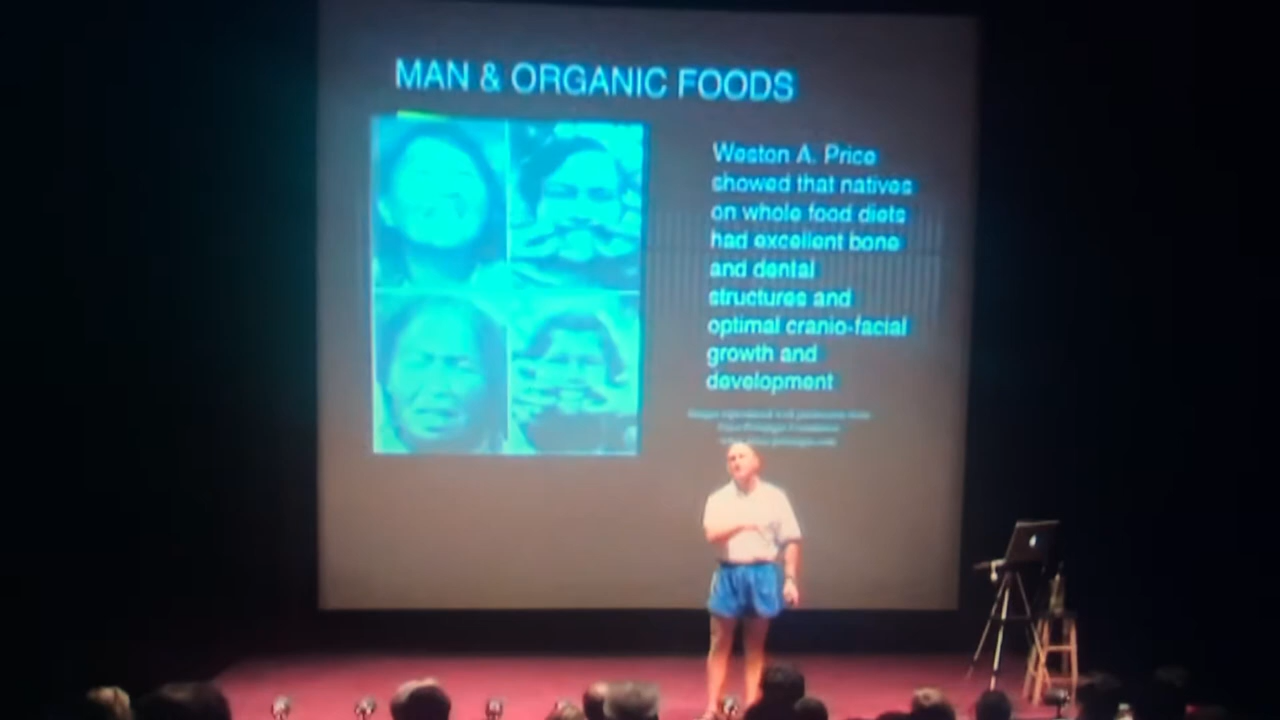 MAN & ORGANIC FOODS
Weston A. Price
showed that natives
on whole food diets
had excellent bone
and dental
structures and
optimal cranio-facial
growth and
development